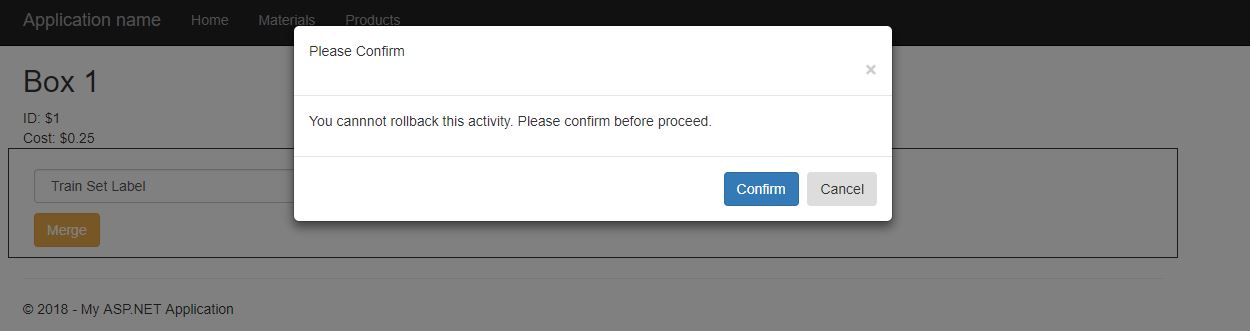 Application name Home Materials Products
Please Confirm
×
Box 1
ID: $1
You cannnot rollback this activity. Please confirm before proceed.
Cost: $0.25
Train Set Label
Confirm Cancel
Merge
© 2018 - My ASP.NET Application